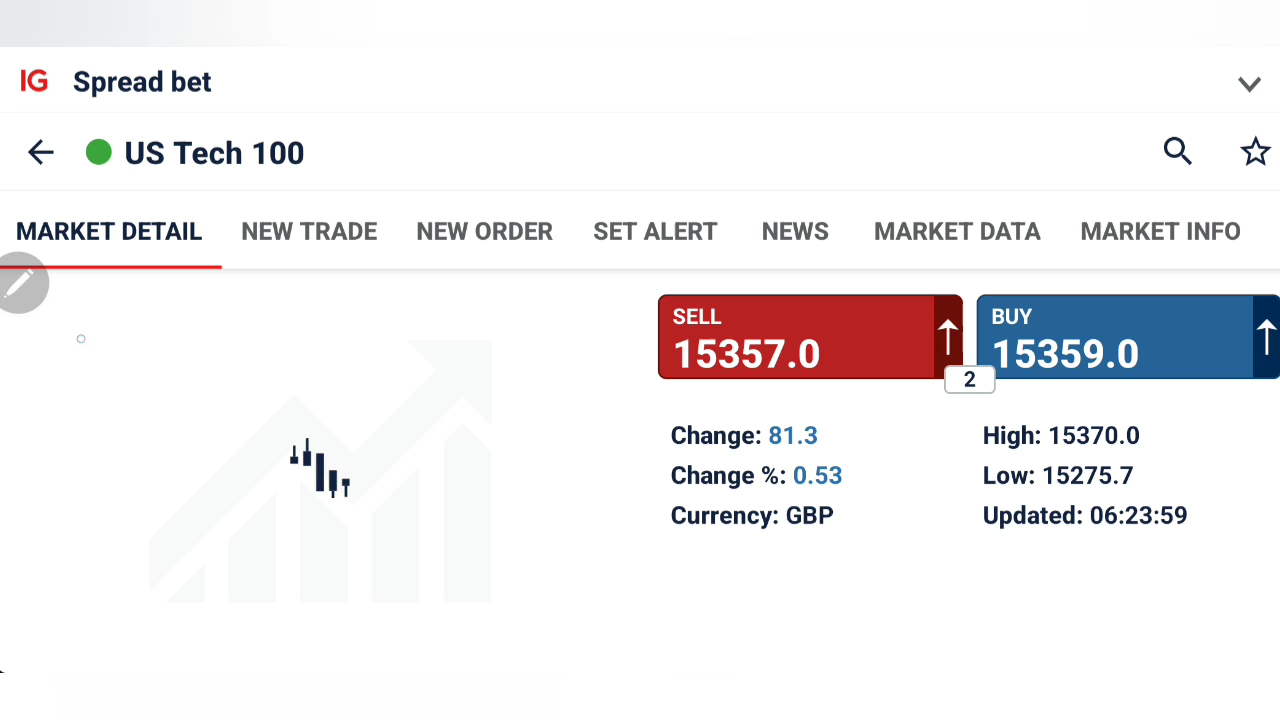 IG Spread bet
US Tech 100
MARKET DETAIL NEW TRADE NEW ORDER SET ALERT NEWS MARKET DATA MARKET INFO
SELL
15357.0
BUY
15359.0
2
Change: 81.3
High: 15370.0
Change %: 0.53
Low: 15275.7
Currency: GBP
Updated: 06:23:59